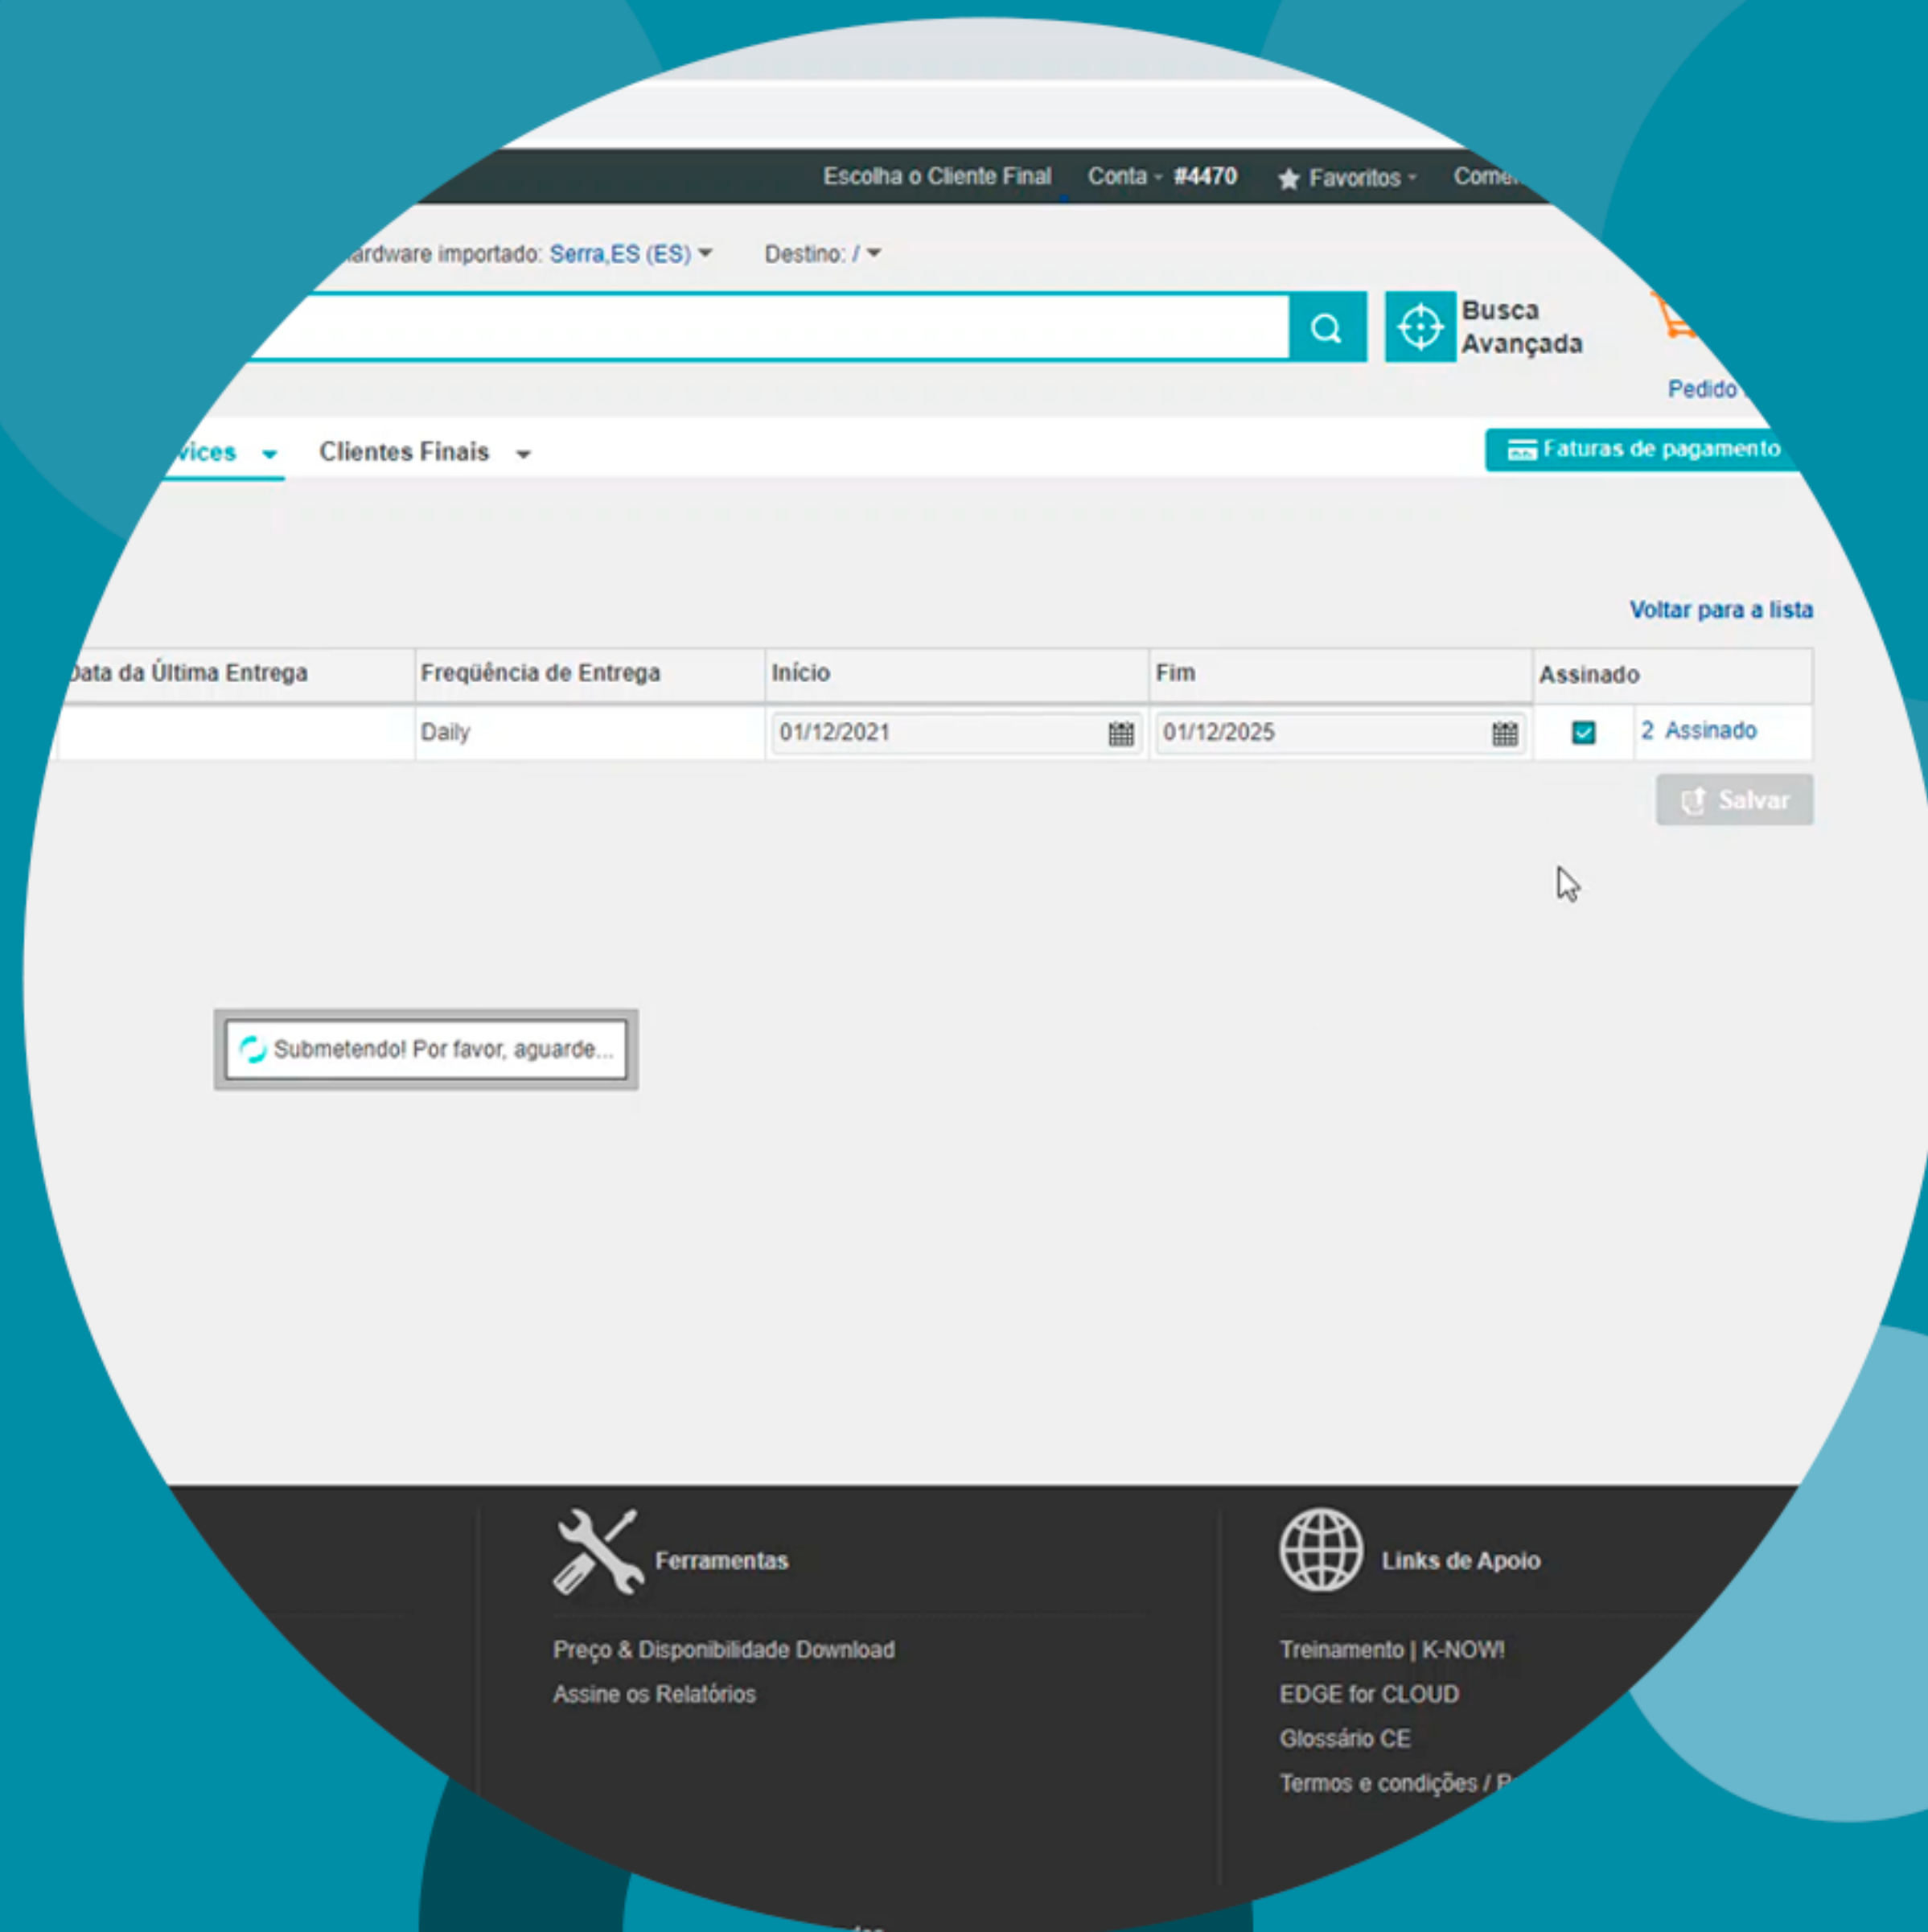 Escolha o Cliente Final Conta #4470 Favoritos
importado: Serra,ES (ES) Destino: /
Busca
Avançada
Pedido
Clientes Finais Faturas de pagamento
Voltar para a lista
Data da Última Entrega Freqüência de Entrega Início Fim Assinado
Daily 01/12/2021 01/12/2025 2 Assinado
Salvar
Submetendo! Por favor, aguarde...
Ferramentas Links de Apoio
Preço & Disponibilidade Download Treinamento | K-NOW!
Assine os Relatórios EDGE for CLOUD
Glossário CE
Termos e condições /